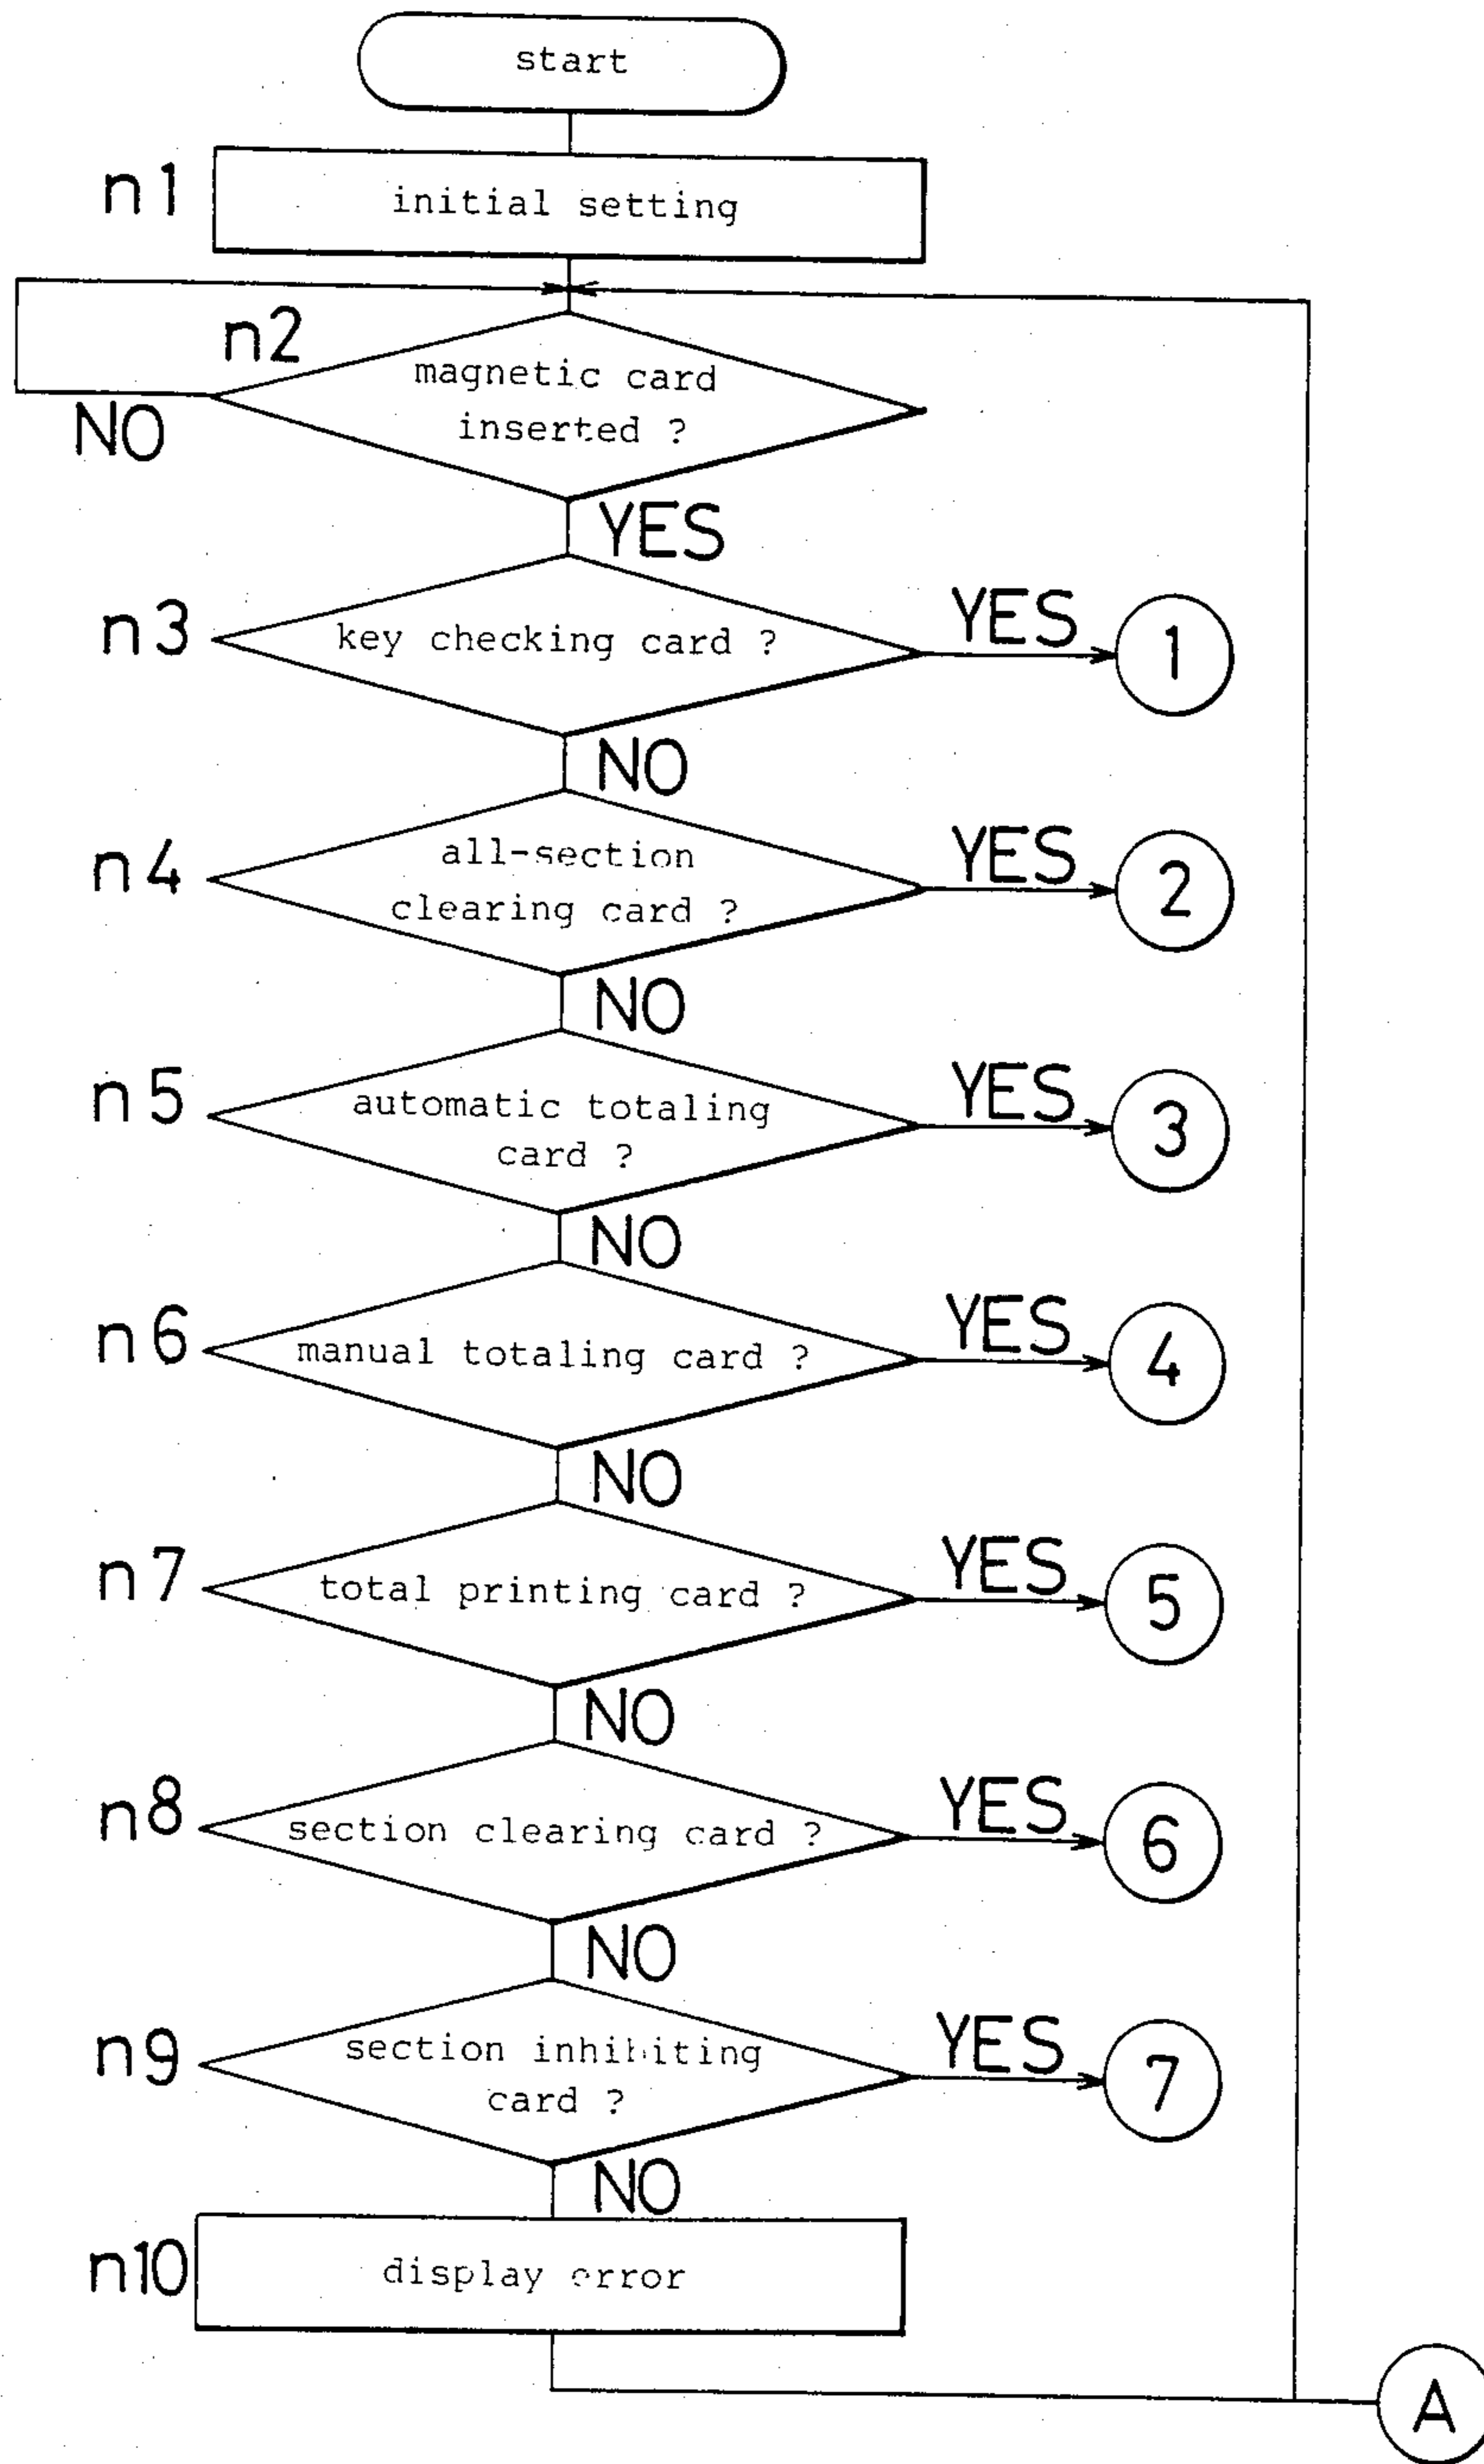 start
n1
initial setting
n2
magnetic card
inserted ?
NO
YES
n3
key checking card ?
YES
1
NO
n4
all-section
clearing card ?
YES
2
NO
n5
automatic totaling
card ?
YES
3
NO
n6
manual totaling card ?
YES
4
NO
n7
total printing card ?
YES
5
NO
n8
section clearing card ?
YES
6
NO
n9
section inhibiting
card ?
YES
7
NO
n10
display error
A